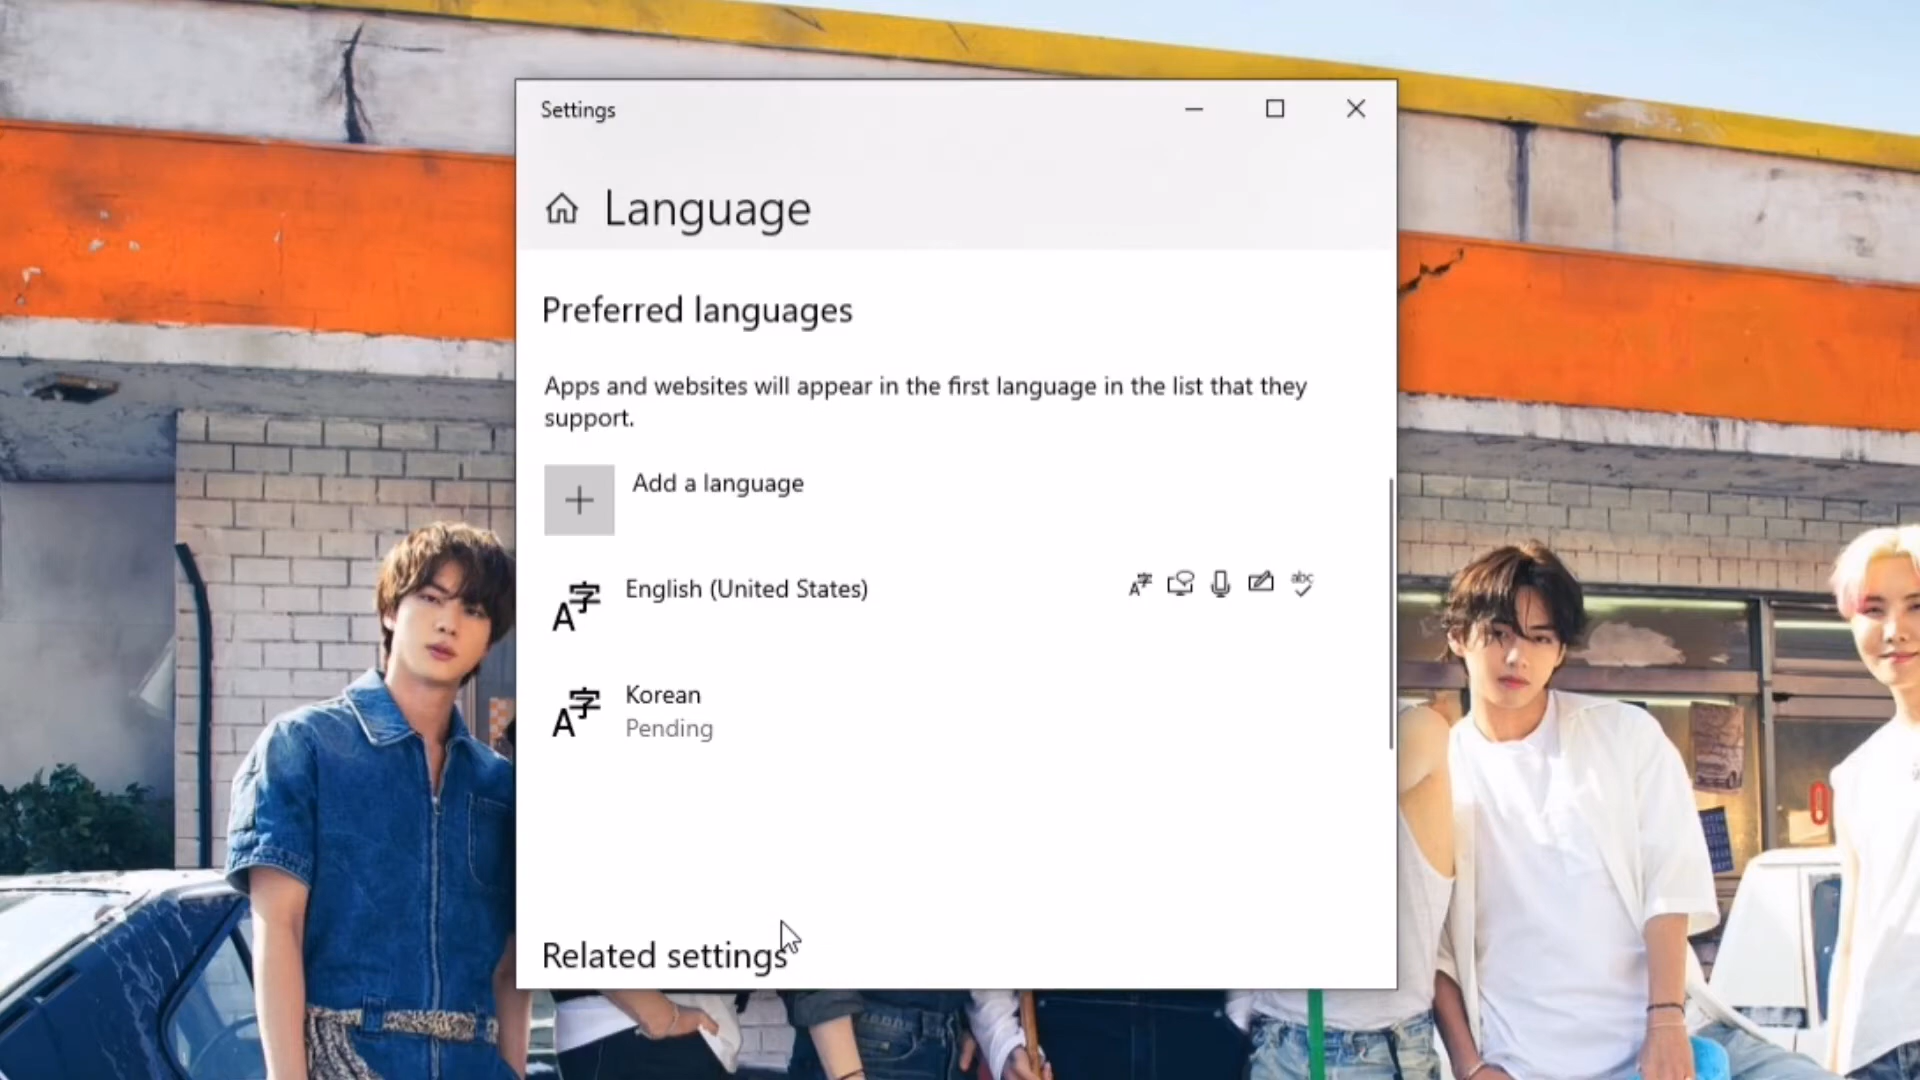 Settings
Language
Preferred languages
Apps and websites will appear in the first language in the list that they
support.
Add a language
English (United States)
Korean
Pending
Related settings